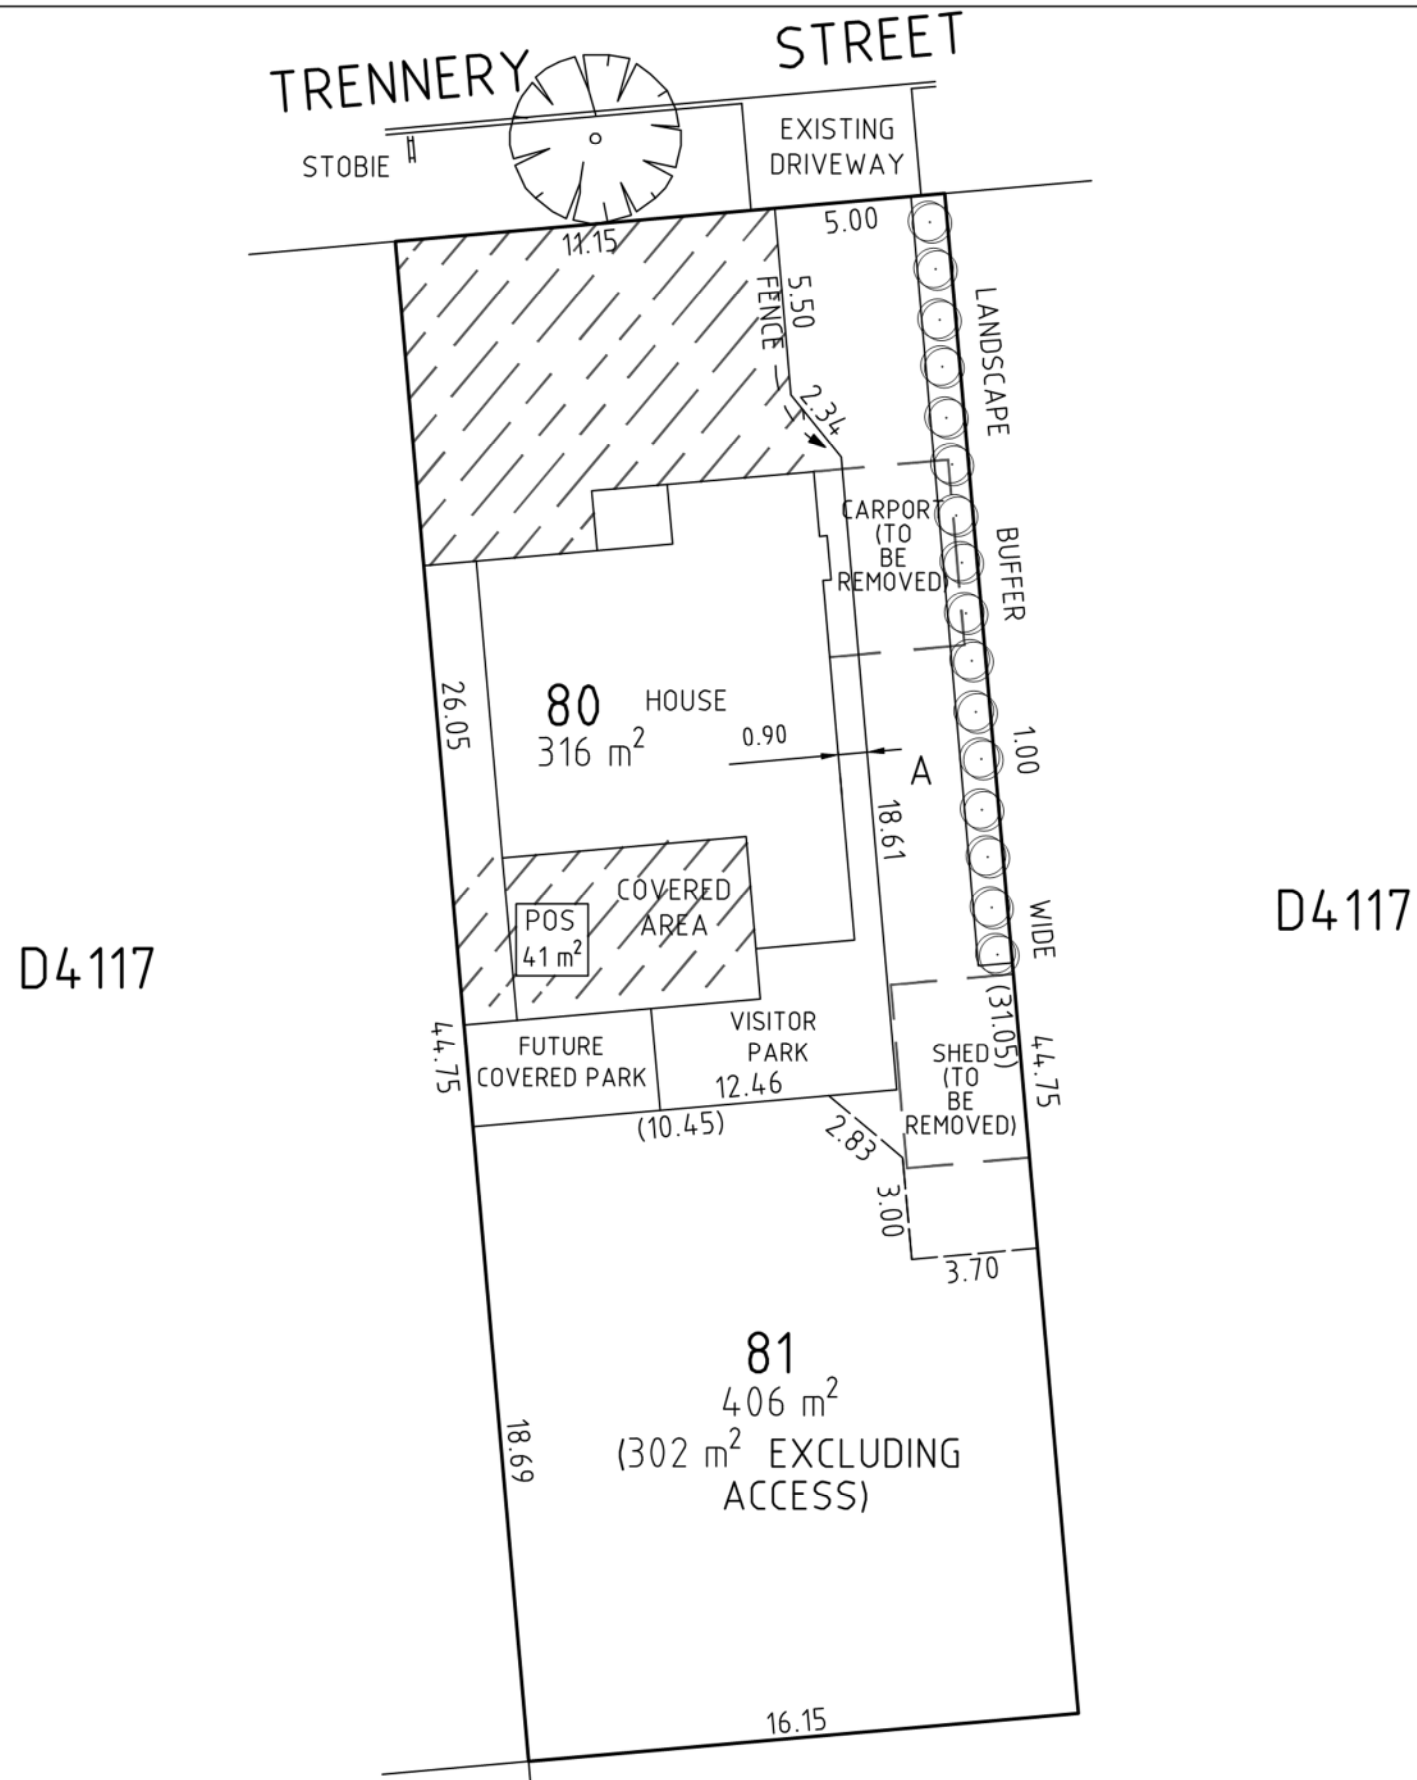 TRENNERY STREET
STOBIE
EXISTING
DRIVEWAY
11.15
5.00
FENCE
5.50
2.34
LANDSCAPE
BUFFER
1.00
WIDE
CARPORT
(TO
BE
REMOVED)
26.05
80
HOUSE
316 m²
0.90
A
18.61
COVERED
AREA
POS
41 m²
D4117
D4117
44.75
FUTURE
COVERED PARK
VISITOR
PARK
12.46
(10.45)
(31.05)
44.75
SHED
(TO
BE
REMOVED)
2.83
3.00
3.70
81
406 m²
(302 m² EXCLUDING
ACCESS)
18.69
16.15